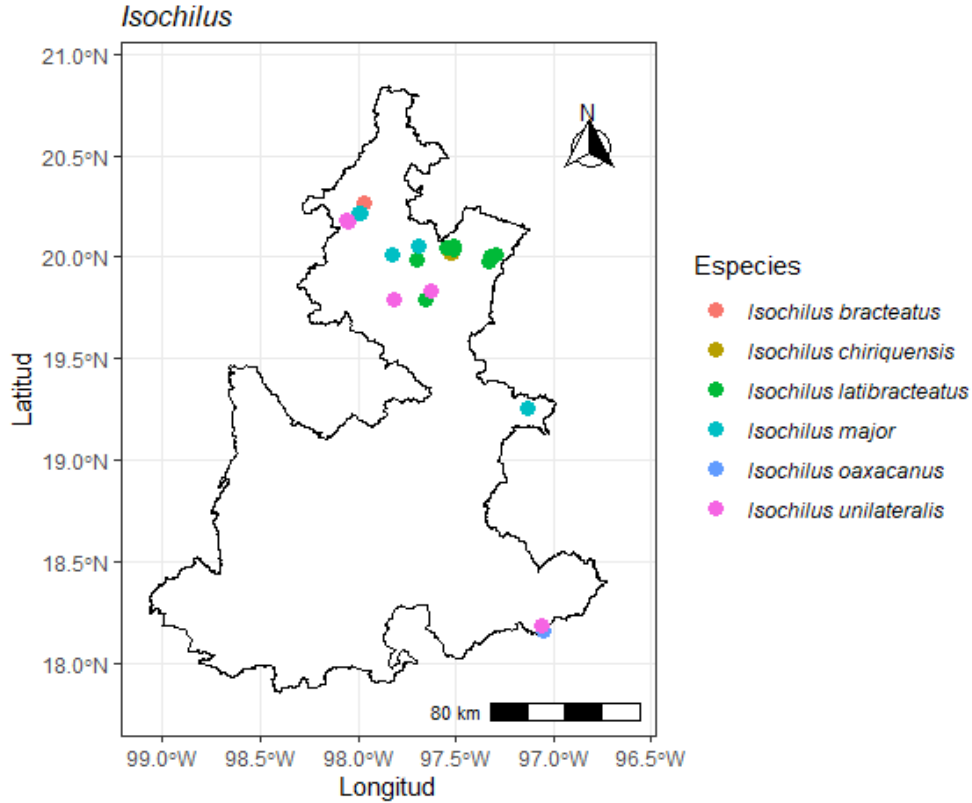 Isochilus
21.0°N
20.5°N
20.0°N
19.5°N
19.0°N
18.5°N
18.0°N
Latitud
N
80 km
99.0°W 98.5°W 98.0°W 97.5°W 97.0°W 96.5°W
Longitud
Especies
Isochilus bracteatus
Isochilus chiriquensis
Isochilus latibracteatus
Isochilus major
Isochilus oaxacanus
Isochilus unilateralis